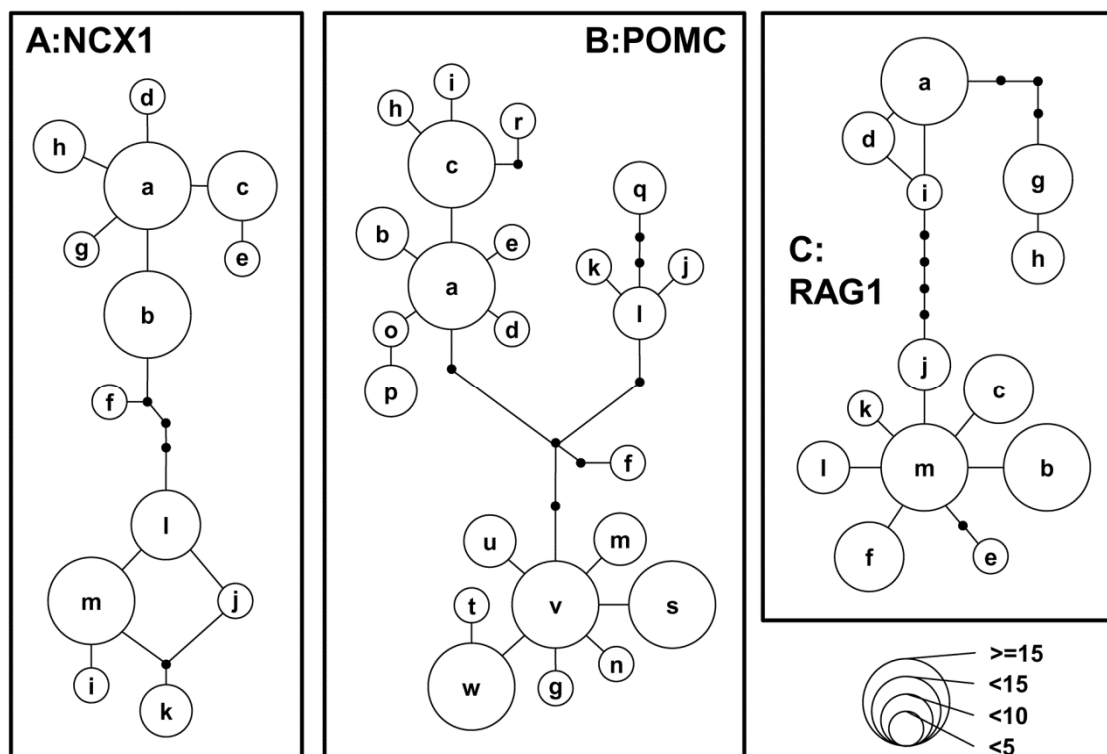 A:NCX1
d
h
a
c
g
e
b
f
l
m
j
i
k
B:POMC
i
h
r
c
q
b
e
k
j
a
l
o
d
p
f
u
m
t
v
s
n
w
g
a
d
g
i
h
C:
RAG1
j
c
k
l
m
b
f
e
>=15
<15
<10
<5